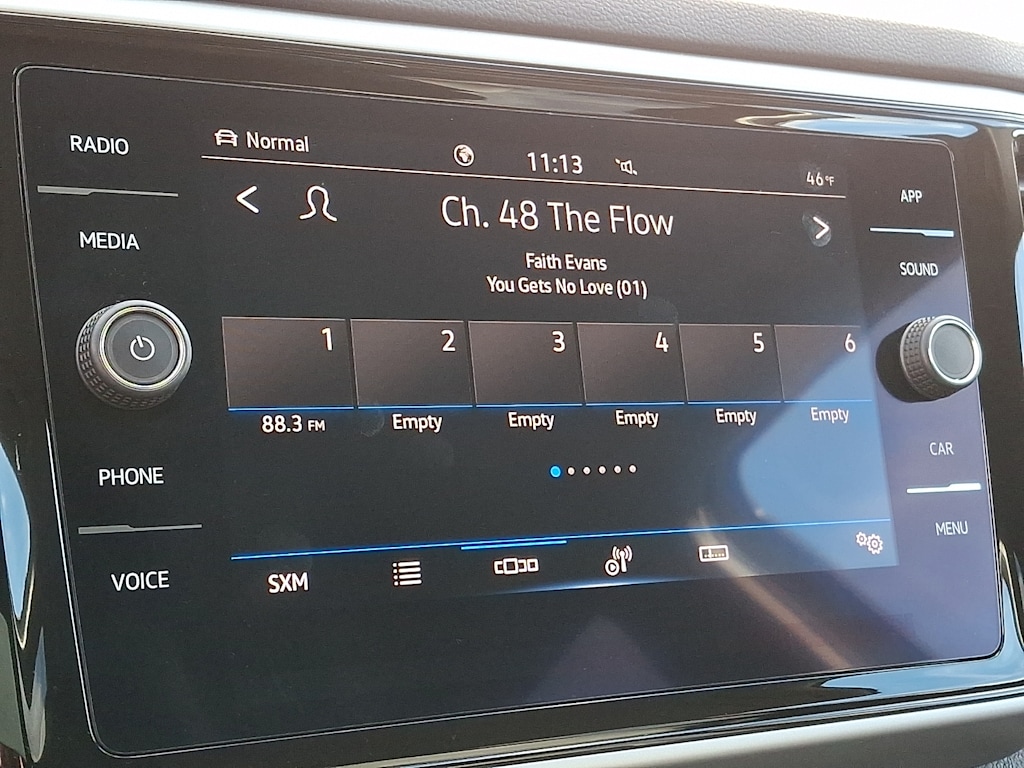 RADIO
Normal
11:13
46°F
APP
MEDIA
Ch. 48 The Flow
SOUND
Faith Evans
You Gets No Love (01)
1 2 3 4 5 6
88.3 FM Empty Empty Empty Empty Empty
PHONE
CAR
VOICE
SXM
MENU